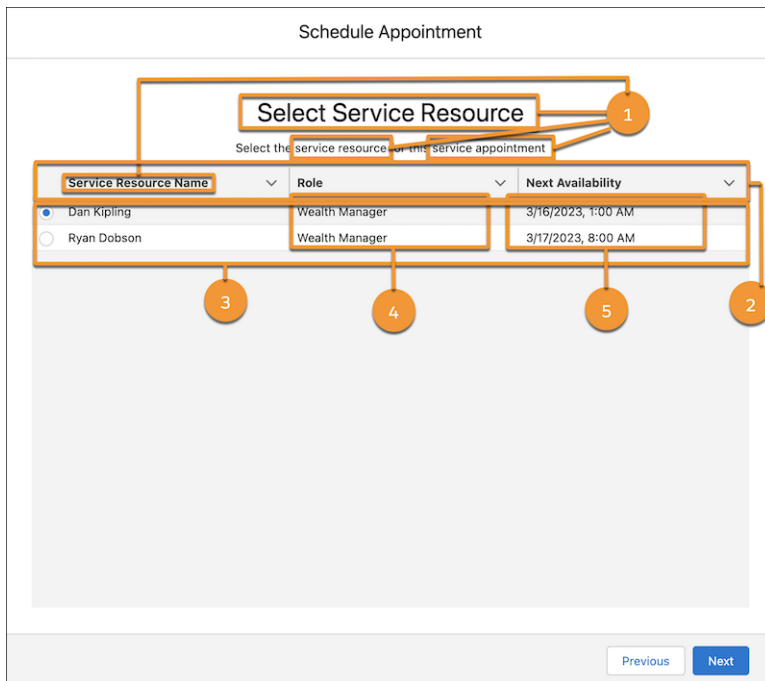 Schedule Appointment
Select Service Resource
1
Select the service resource for this service appointment
Service Resource Name Role Next Availability
Dan Kipling Wealth Manager 3/16/2023, 1:00 AM
Ryan Dobson Wealth Manager 3/17/2023, 8:00 AM
3 4 5 2
Previous Next